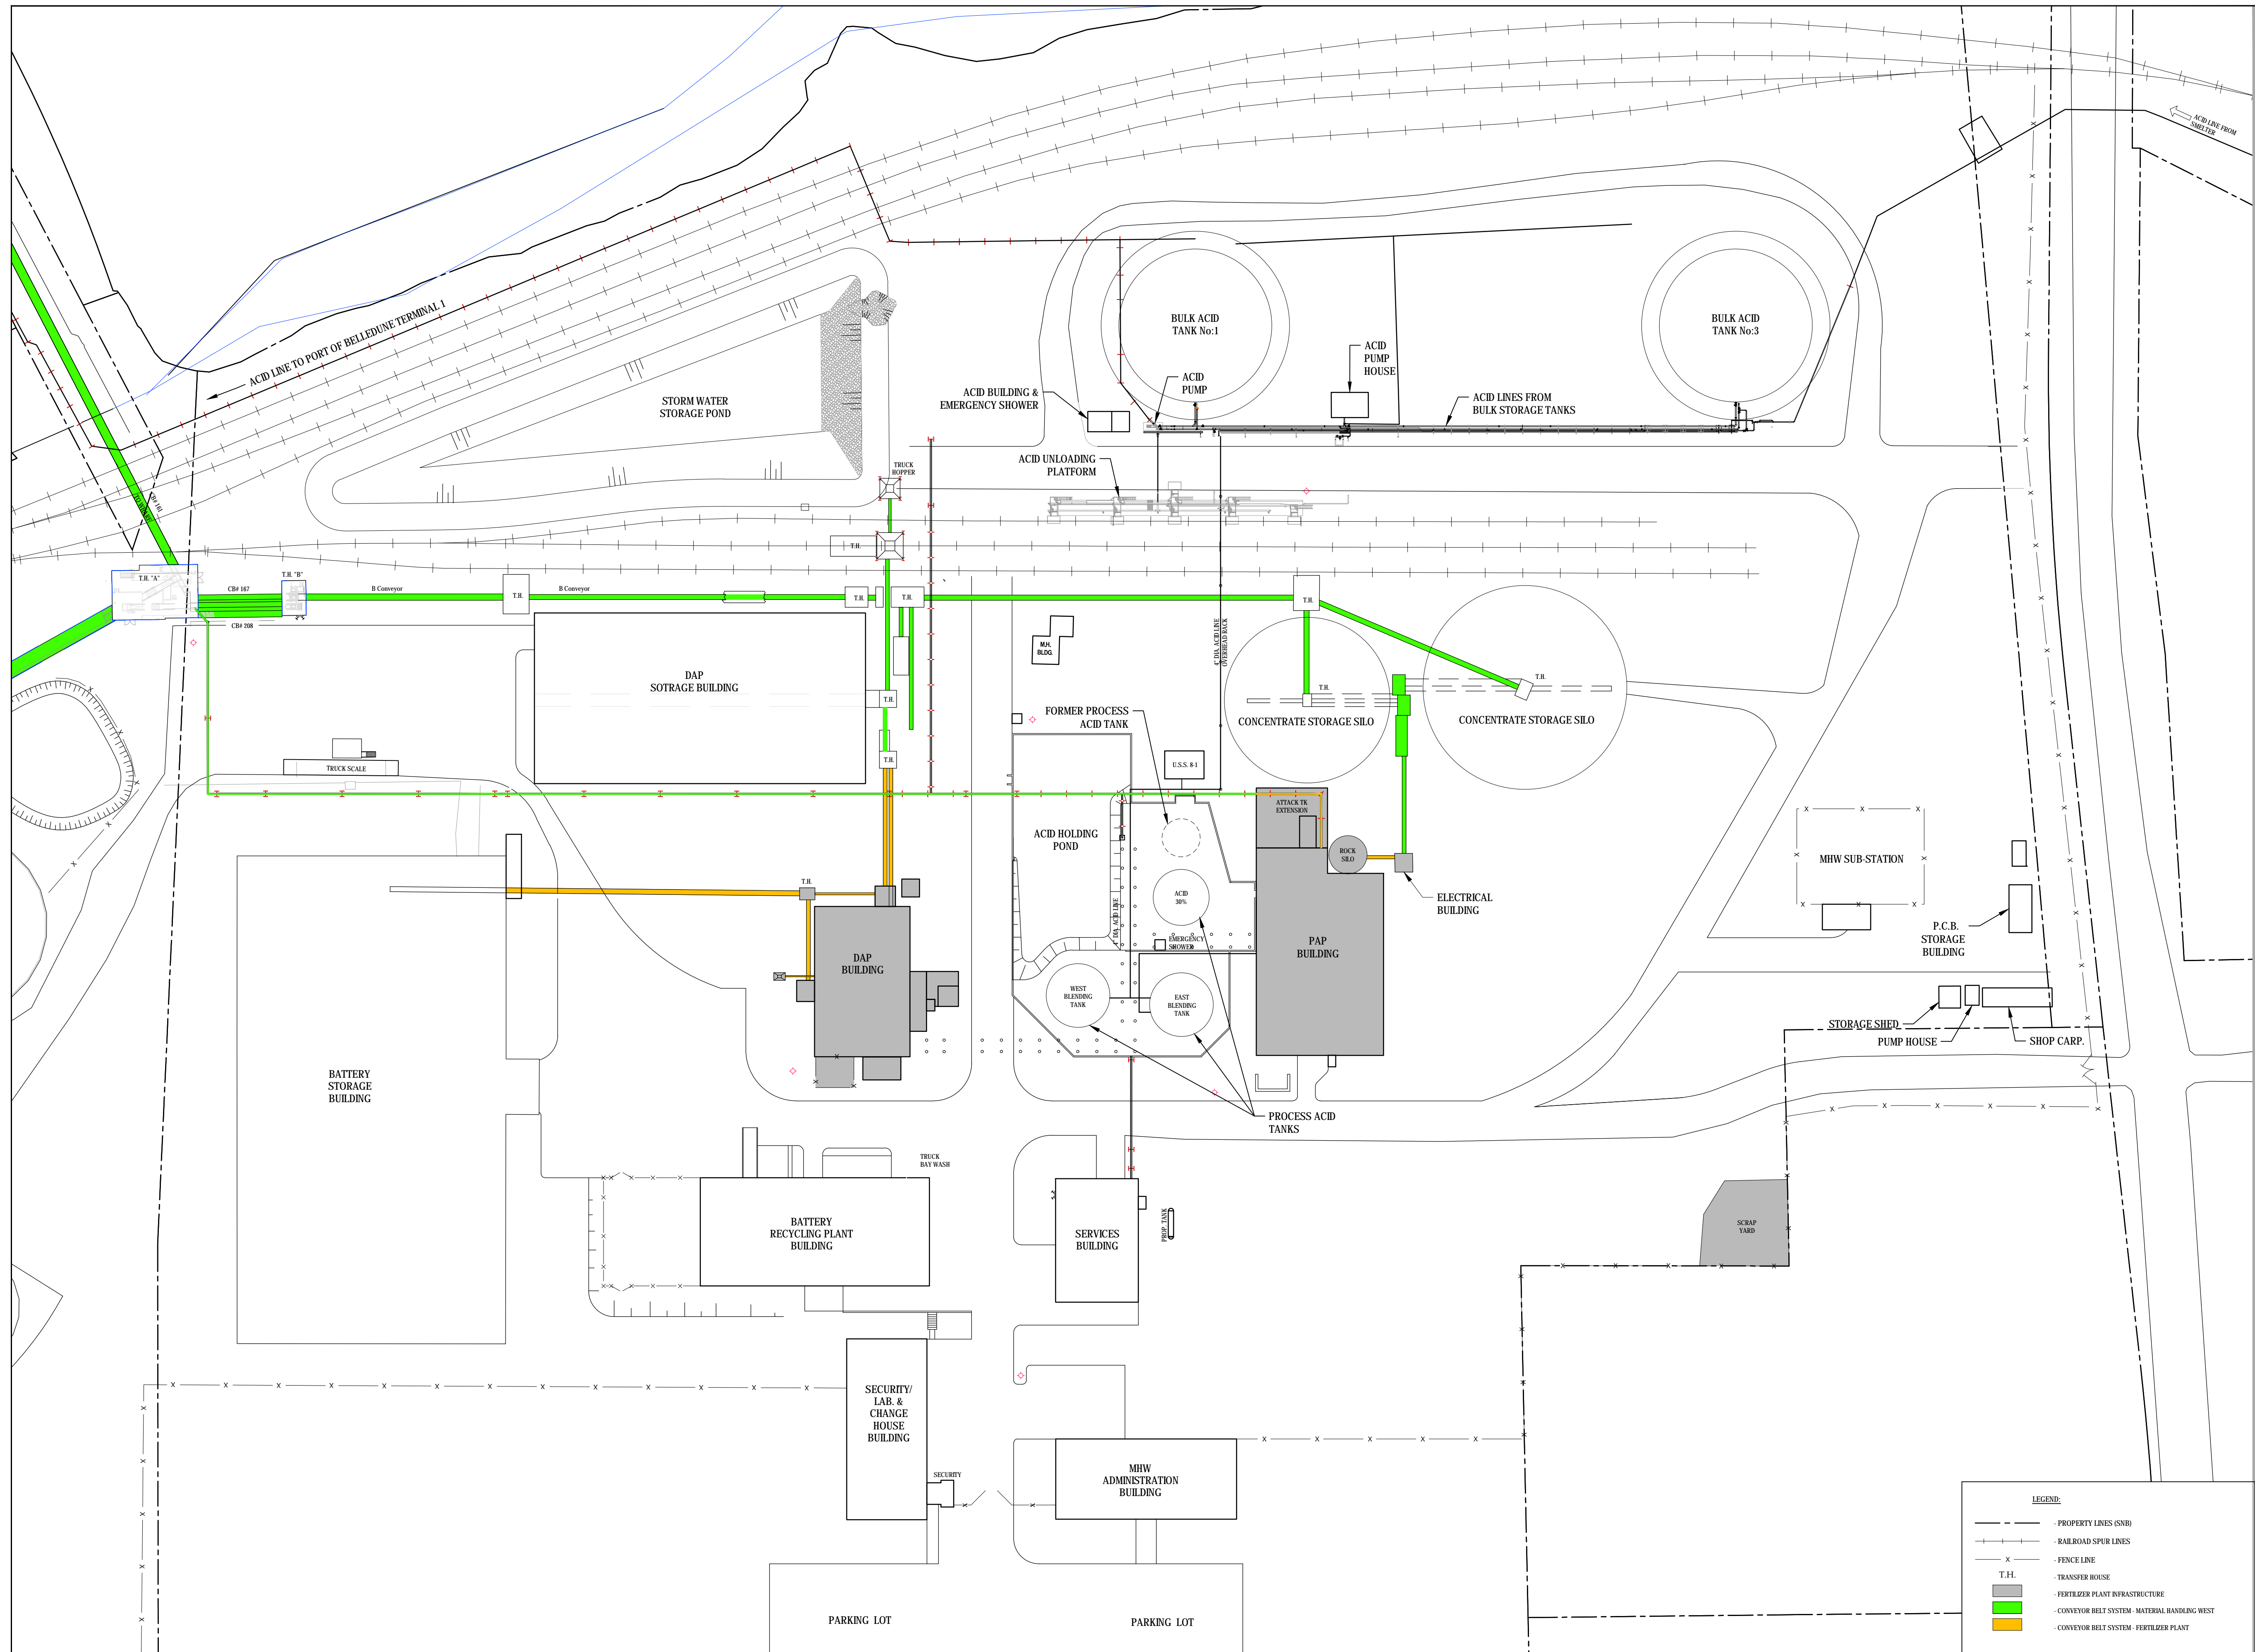 ACID LINE FROM
SMELTER
ACID LINE TO PORT OF BELLEDUNE TERMINAL 1
BULK ACID
TANK No:1
BULK ACID
TANK No:3
ACID
PUMP
HOUSE
ACID
PUMP
ACID BUILDING &
EMERGENCY SHOWER
ACID LINES FROM
BULK STORAGE TANKS
STORM WATER
STORAGE POND
TRUCK
HOPPER
ACID UNLOADING
PLATFORM
CB# 161
T.H.
T.H. "A"
T.H. "B"
CB# 167
B Conveyor
T.H.
B Conveyor
T.H.
T.H.
T.H.
CB# 208
M.H.
BLDG.
4" DIA. ACID LINE
OVERHEAD RACK
DAP
SOTRAGE BUILDING
T.H.
T.H.
T.H.
CONCENTRATE STORAGE SILO
CONCENTRATE STORAGE SILO
FORMER PROCESS
ACID TANK
T.H.
U.S.S. 8-1
TRUCK SCALE
ATTACK TK
EXTENSION
ACID HOLDING
POND
ROCK
SILO
MHW SUB-STATION
T.H.
ACID
30%
4" DIA. ACID LINE
ELECTRICAL
BUILDING
P.C.B.
STORAGE
BUILDING
EMERGENCY
SHOWER
PAP
BUILDING
DAP
BUILDING
WEST
BLENDING
TANK
EAST
BLENDING
TANK
STORAGE SHED
PUMP HOUSE
SHOP CARP.
BATTERY
STORAGE
BUILDING
PROCESS ACID
TANKS
TRUCK
BAY WASH
BATTERY
RECYCLING PLANT
BUILDING
SERVICES
BUILDING
PROP. TANK
SCRAP
YARD
SECURITY/
LAB. &
CHANGE
HOUSE
BUILDING
SECURITY
MHW
ADMINISTRATION
BUILDING
PARKING LOT
PARKING LOT
LEGEND:
- PROPERTY LINES (SNB)
- RAILROAD SPUR LINES
X - FENCE LINE
T.H. - TRANSFER HOUSE
- FERTILIZER PLANT INFRASTRUCTURE
- CONVEYOR BELT SYSTEM - MATERIAL HANDLING WEST
- CONVEYOR BELT SYSTEM - FERTILIZER PLANT